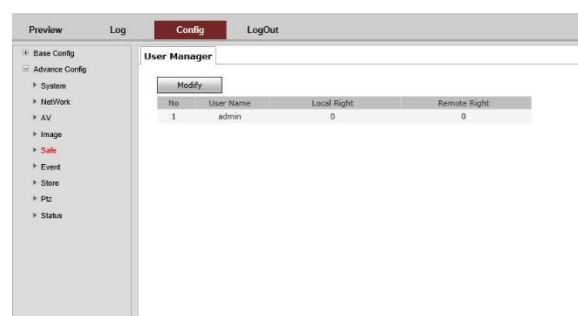 Preview Log Config LogOut
Base Config
Advance Config
System
NetWork
AV
Image
Safe
Event
Store
Ptz
Status
User Manager
Modify
No User Name Local Right Remote Right
1 admin 0 0